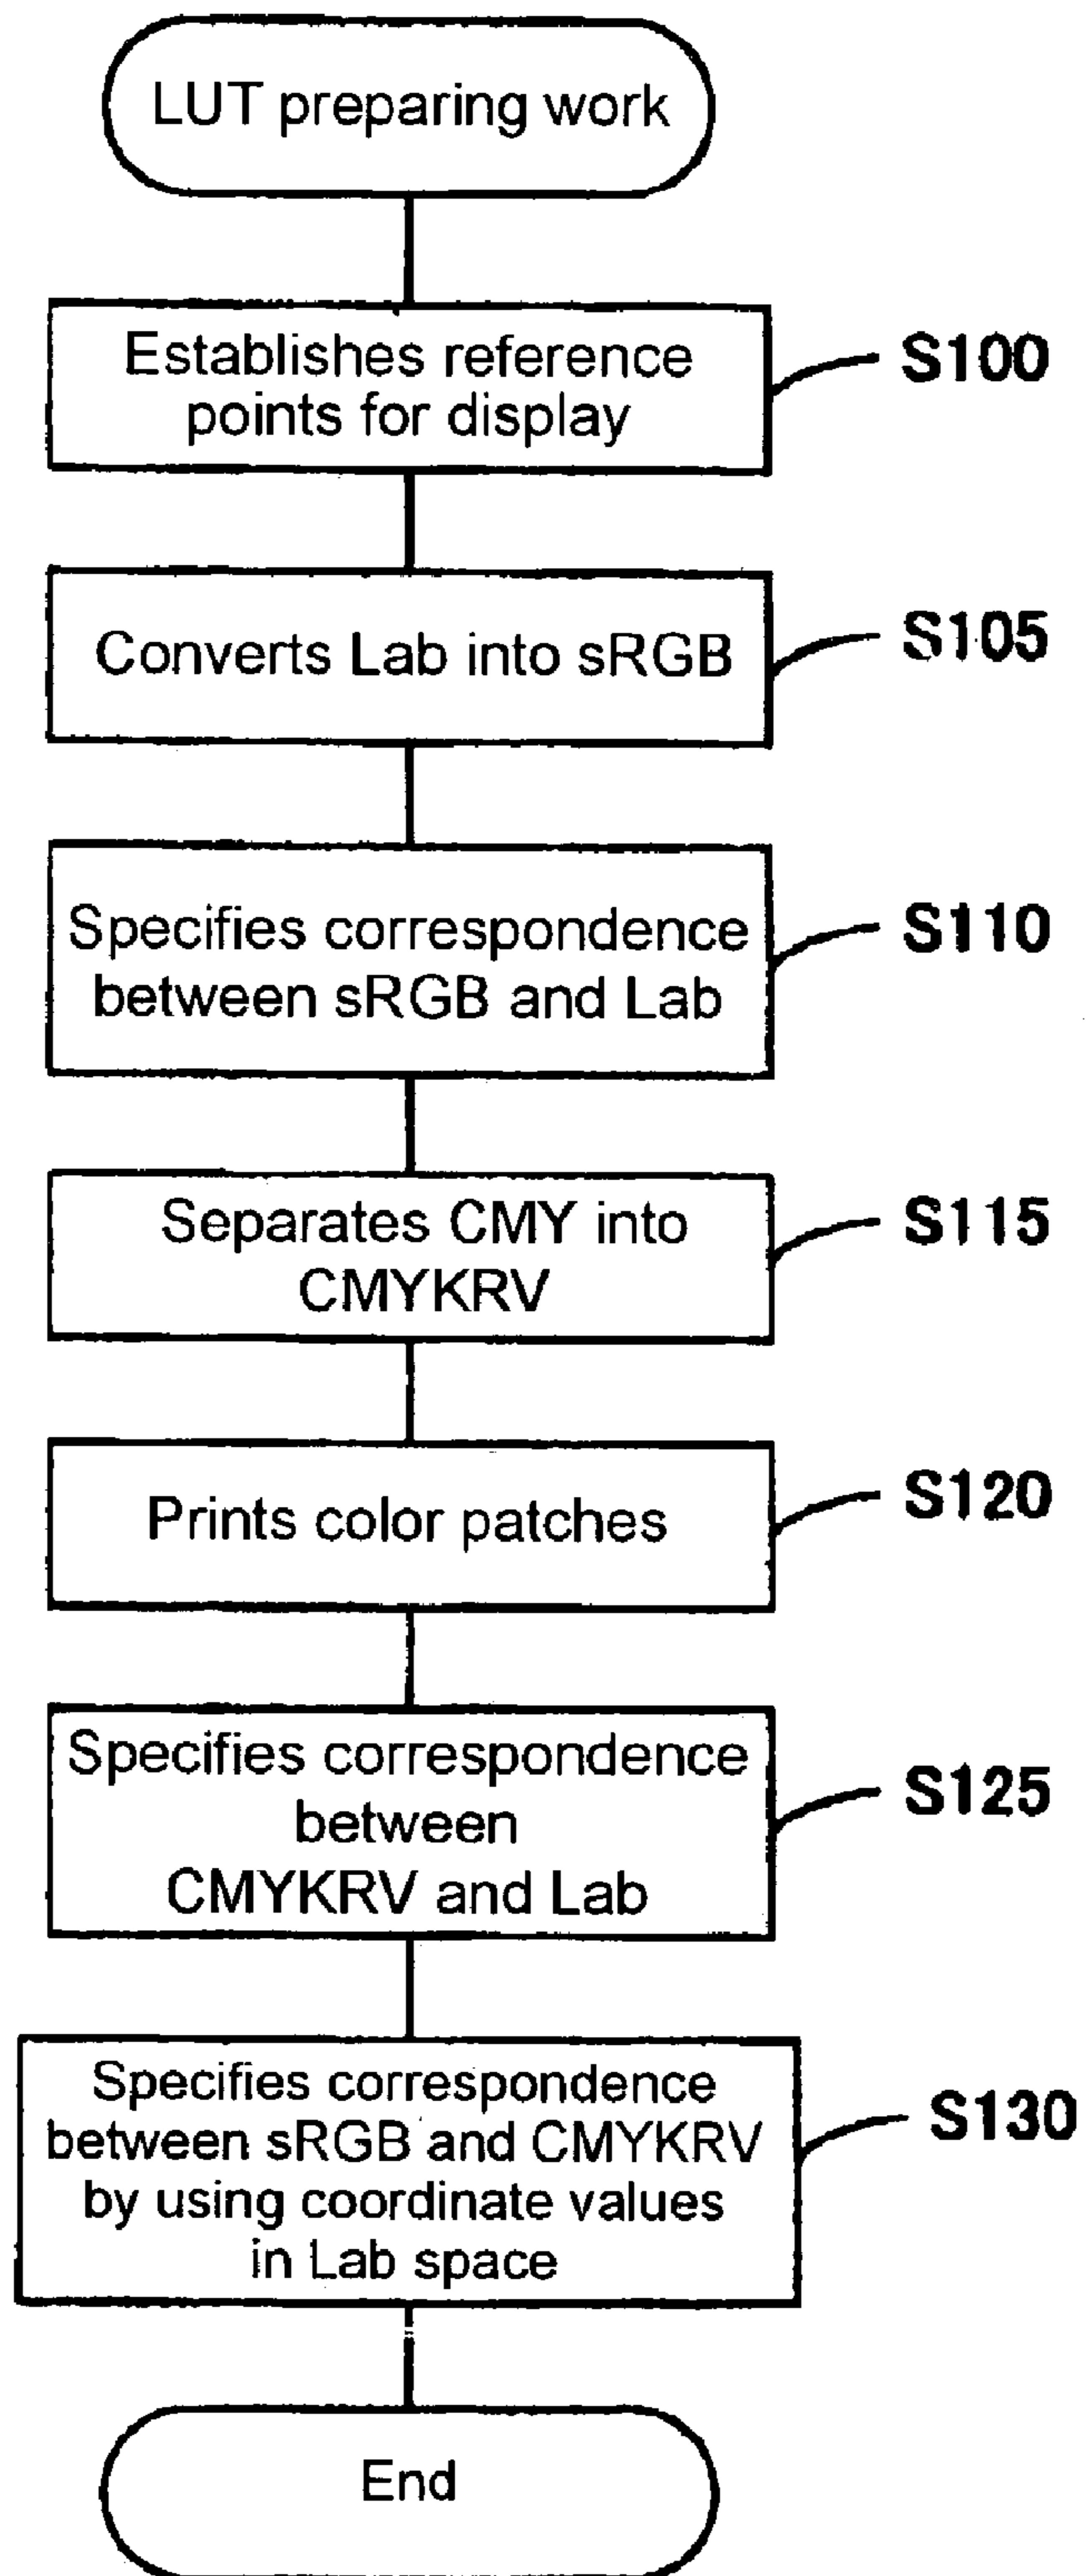 LUT preparing work
Establishes reference
points for display
S100
Converts Lab into sRGB
S105
Specifies correspondence
between sRGB and Lab
S110
Separates CMY into
CMYKRV
S115
Prints color patches
S120
Specifies correspondence
between
CMYKRV and Lab
S125
Specifies correspondence
between sRGB and CMYKRV
by using coordinate values
in Lab space
S130
End